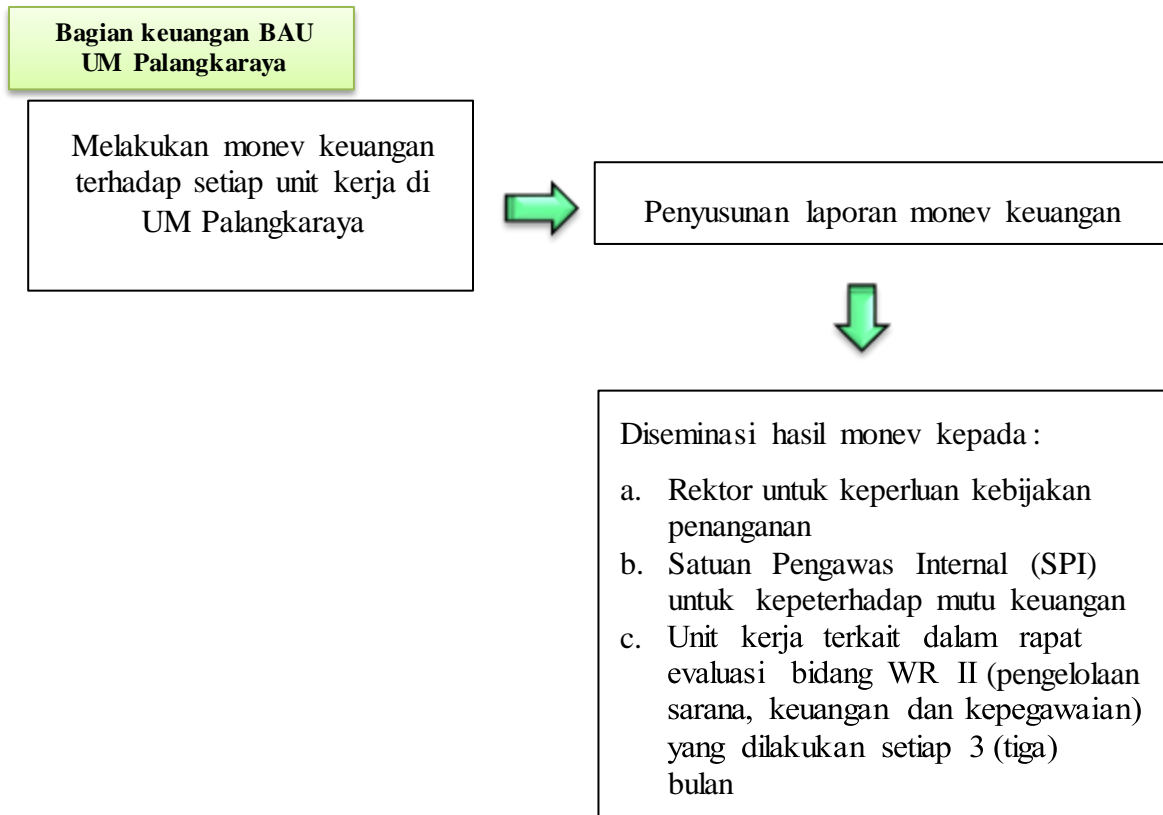 Bagian keuangan BAU
UM Palangkaraya
Melakukan monev keuangan
terhadap setiap unit kerja di
UM Palangkaraya
Penyusunan laporan monev keuangan
Diseminasi hasil monev kepada :
a. Rektor untuk keperluan kebijakan
penanganan
b. Satuan Pengawas Internal (SPI)
untuk kepeterhadap mutu keuangan
c. Unit kerja terkait dalam rapat
evaluasi bidang WR II (pengelolaan
sarana, keuangan dan kepegawaian)
yang dilakukan setiap 3 (tiga)
bulan